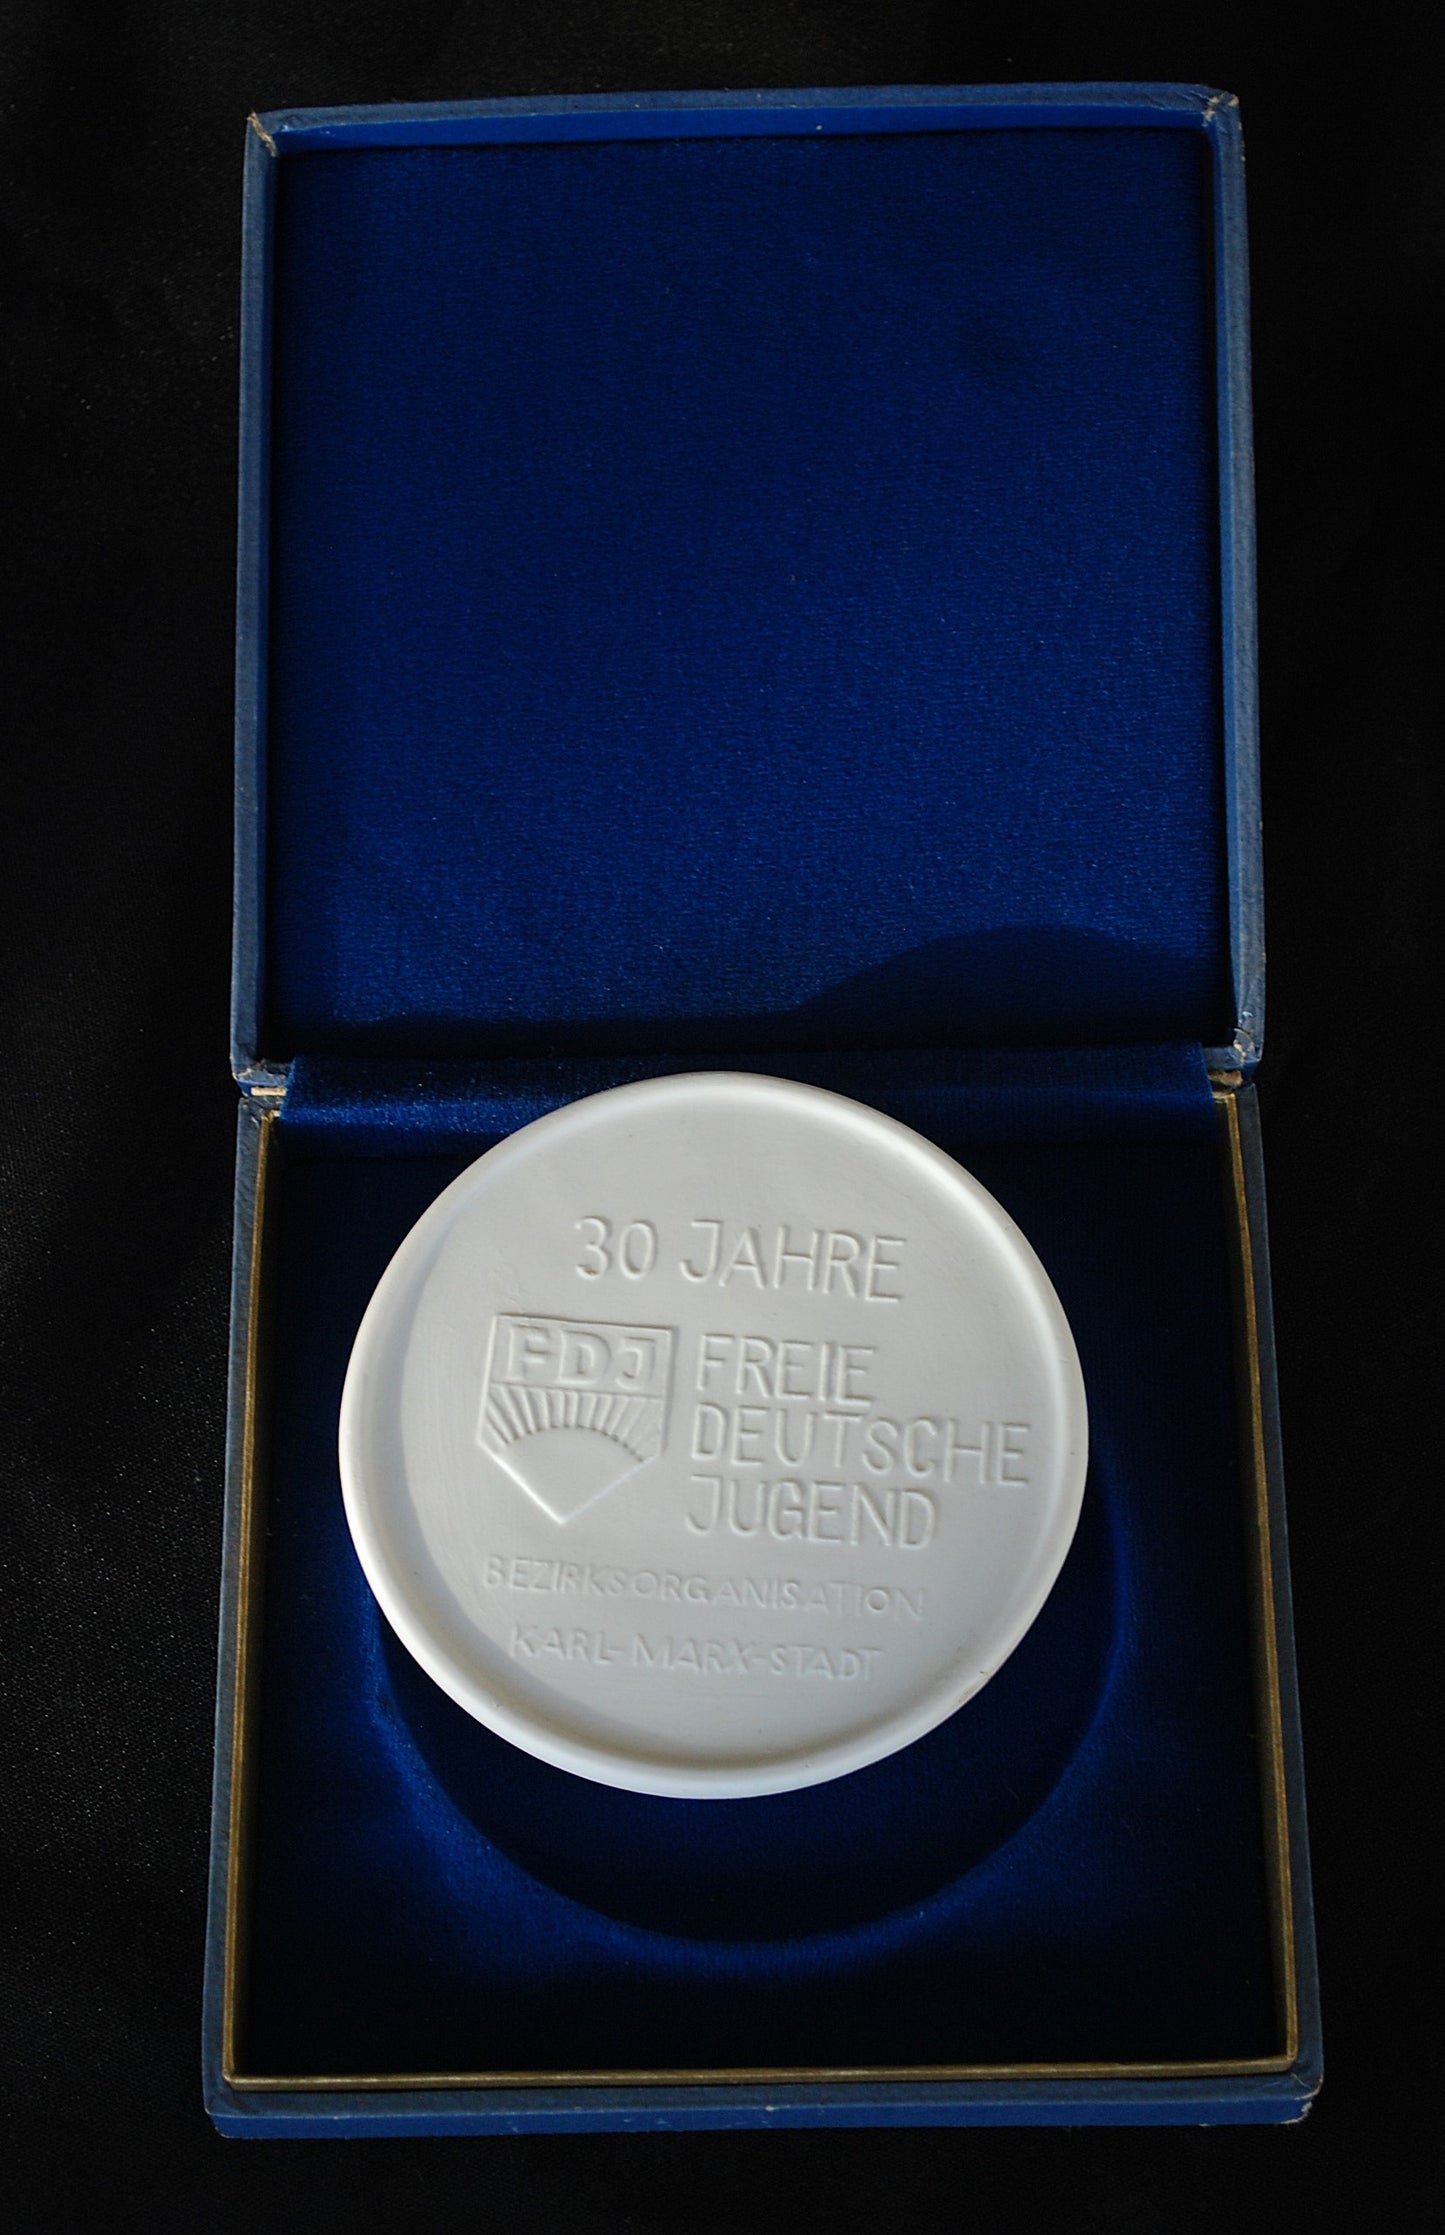 30 JAHRE
FDJ
FREIE
DEUTSCHE
JUGEND
BEZIRKSORGANISATION
KARL-MARX-STADT